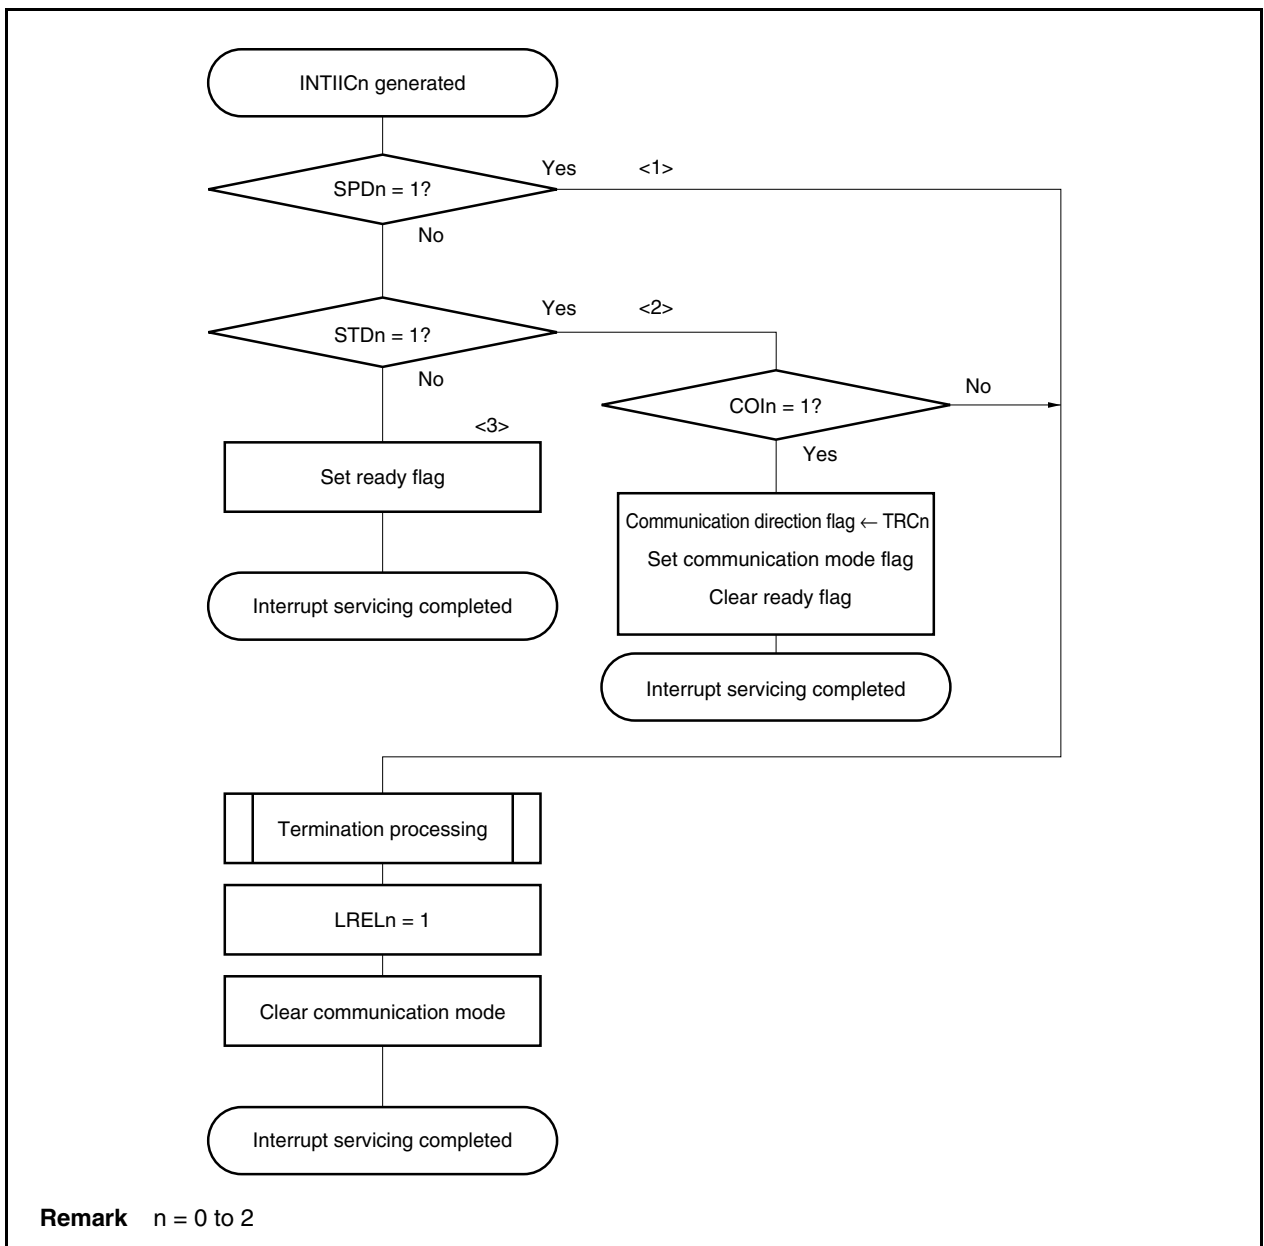 INTIICn generated
SPDn = 1?
Yes
<1>
No
STDn = 1?
Yes
<2>
No
COIn = 1?
No
Yes
<3>
Set ready flag
Communication direction flag ← TRCn
Set communication mode flag
Clear ready flag
Interrupt servicing completed
Interrupt servicing completed
Termination processing
LRELn = 1
Clear communication mode
Interrupt servicing completed
Remark n = 0 to 2